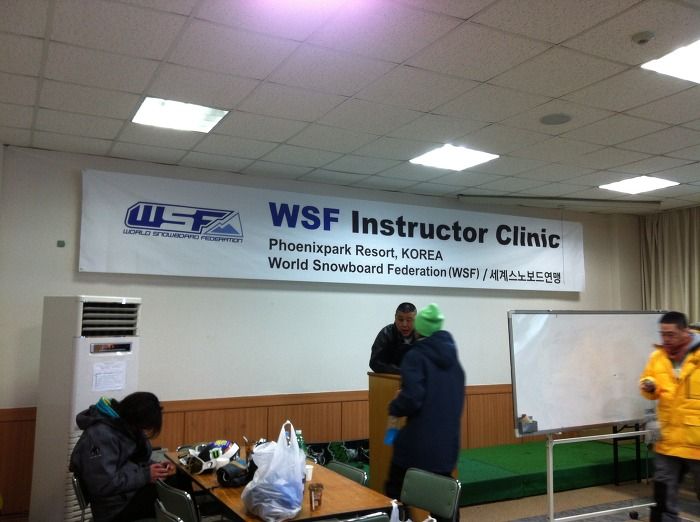 WSF
WORLD SNOWBOARD FEDERATION
WSF Instructor Clinic
Phoenixpark Resort, KOREA
World Snowboard Federation(WSF) / 세계스노보드연맹